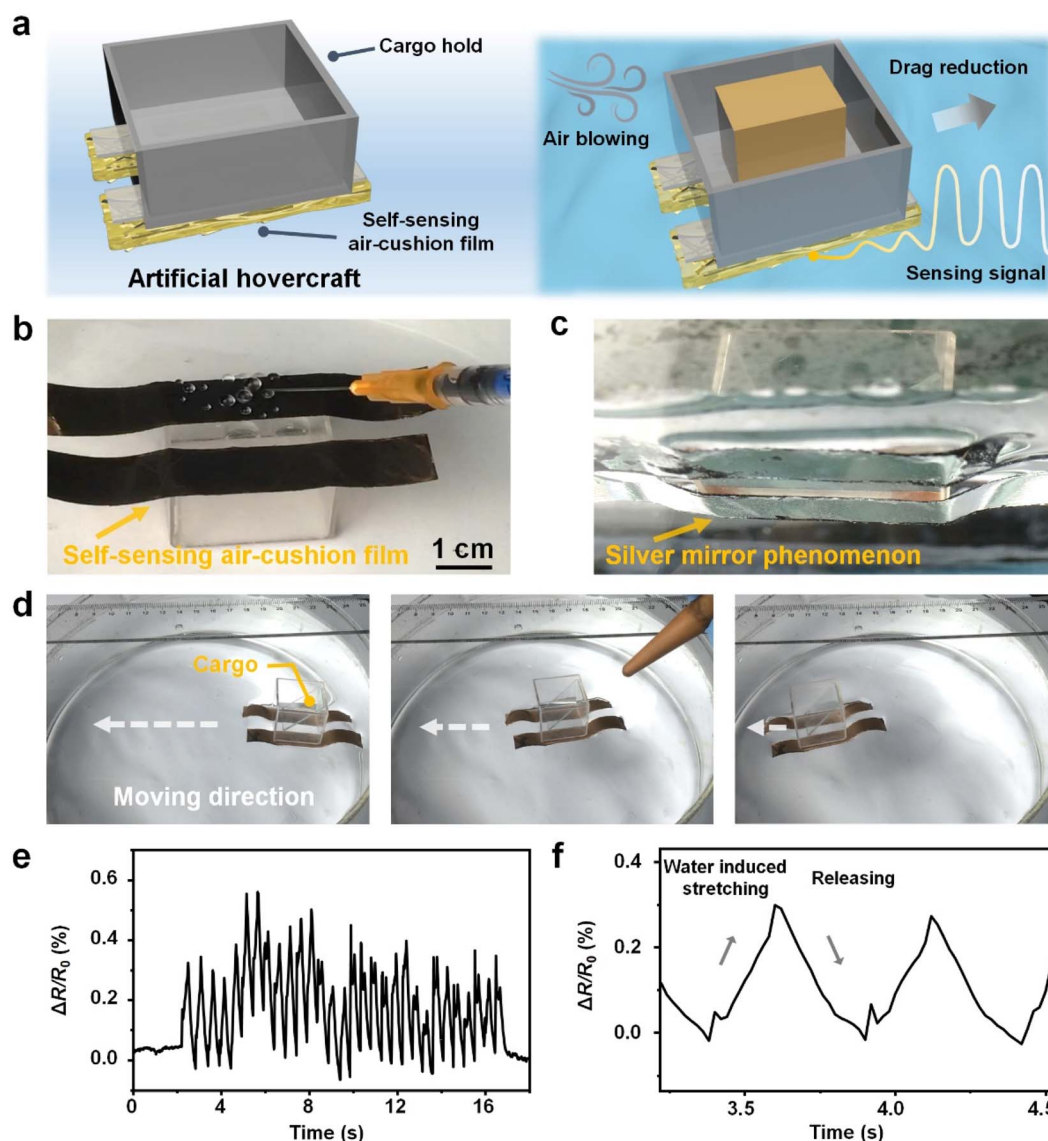 a
Cargo hold
Self-sensing
air-cushion film
Artificial hovercraft
Air blowing
Drag reduction
Sensing signal
b
Self-sensing air-cushion film
1 cm
c
Silver mirror phenomenon
d
Cargo
Moving direction
e
ΔR/R0 (%)
0.6
0.4
0.2
0.0
0 4 8 12 16
Time (s)
f
Water induced
stretching
Releasing
ΔR/R0 (%)
0.4
0.2
0.0
3.5 4.0 4.5
Time (s)